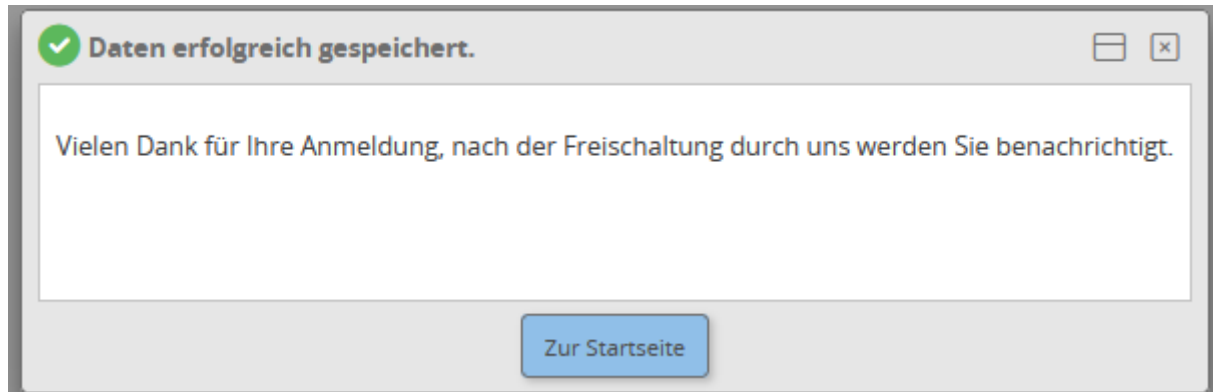 Daten erfolgreich gespeichert.
Vielen Dank für Ihre Anmeldung, nach der Freischaltung durch uns werden Sie benachrichtigt.
Zur Startseite